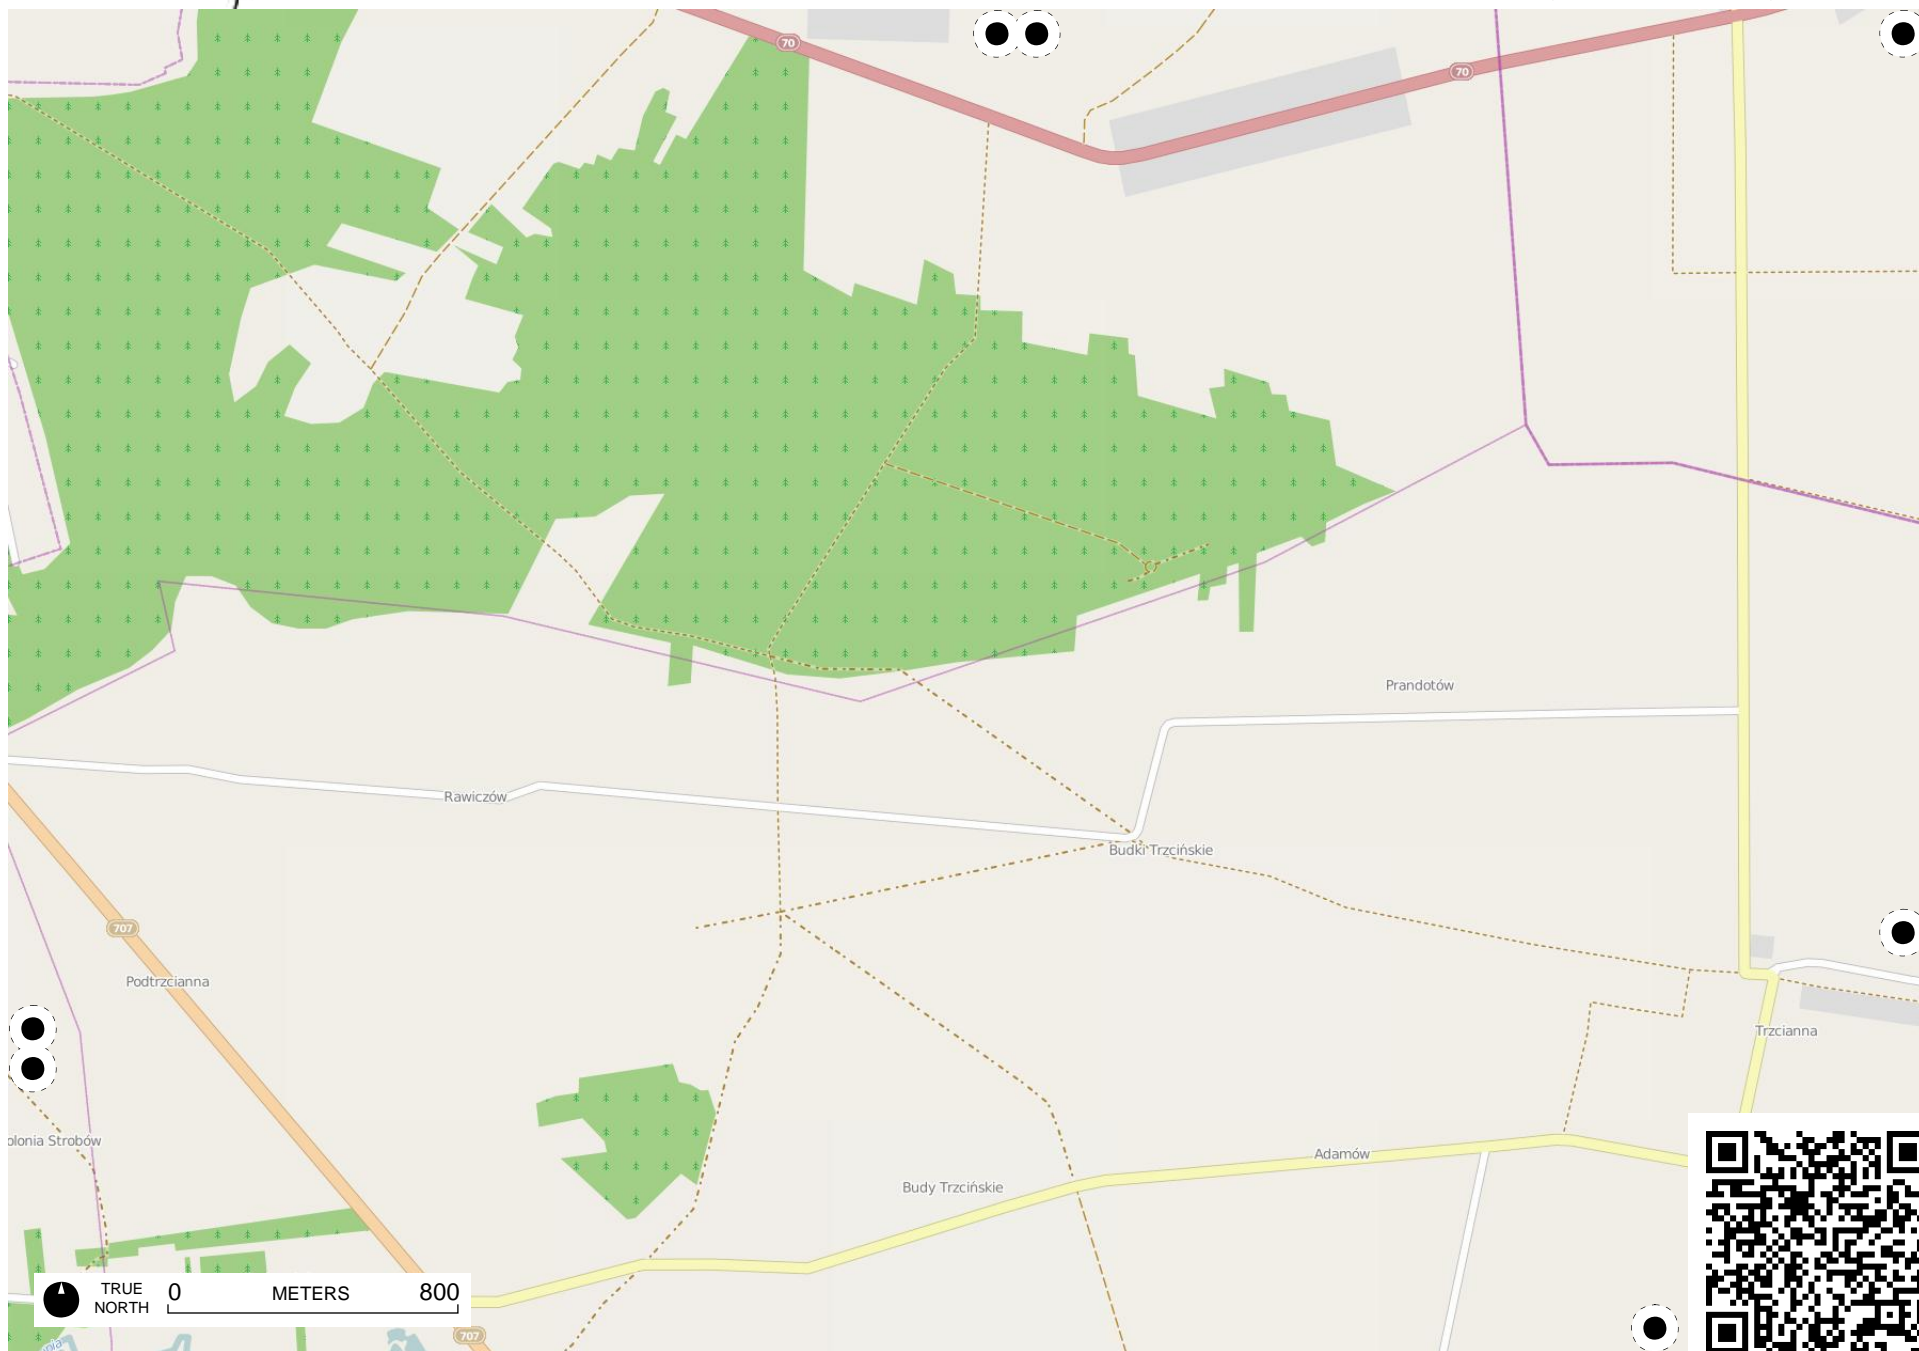 70
70
Prandotów
Rawiczów
Budki Trzcińskie
707
Podtrzcianna
Trzcianna
olonia Strobów
Adamów
Budy Trzcińskie
TRUE
NORTH
0 METERS 800
707